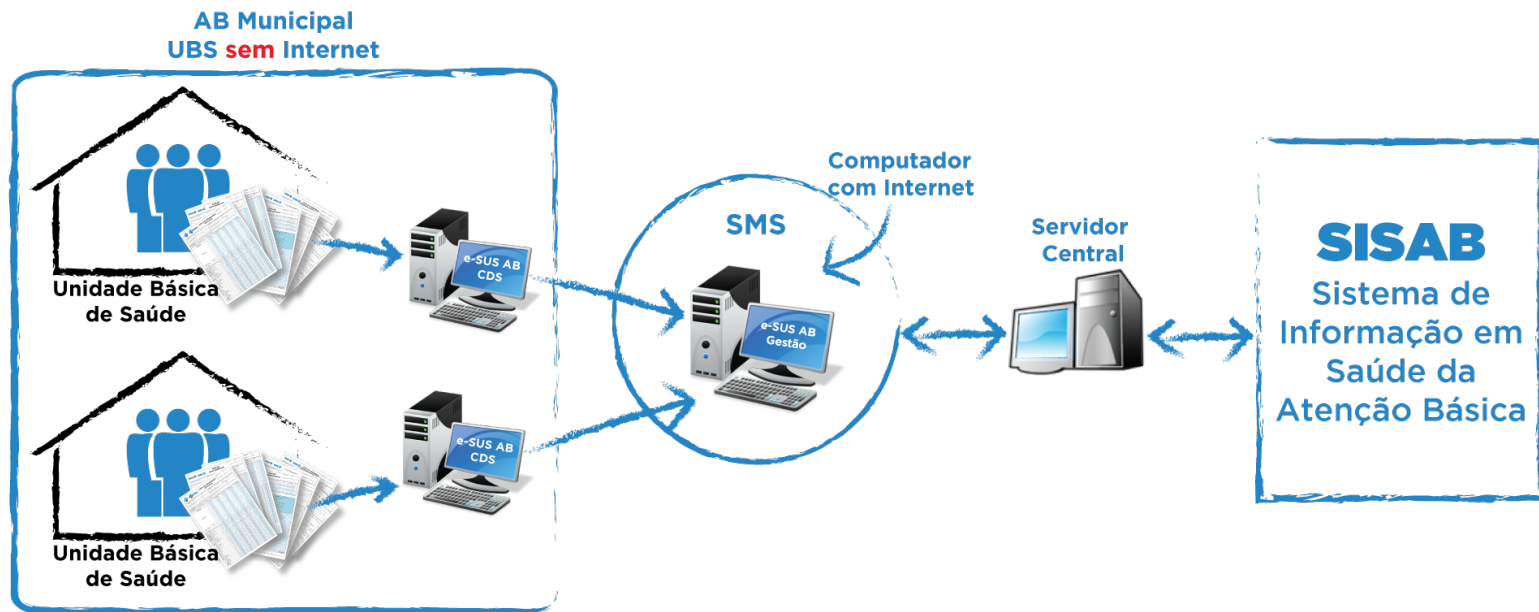 AB Municipal
UBS sem Internet
Unidade Básica
de Saúde
e-SUS AB
CDS
Unidade Básica
de Saúde
e-SUS AB
CDS
Computador
com Internet
SMS
e-SUS AB
Gestão
Servidor
Central
SISAB
Sistema de
Informação em
Saúde da
Atenção Básica